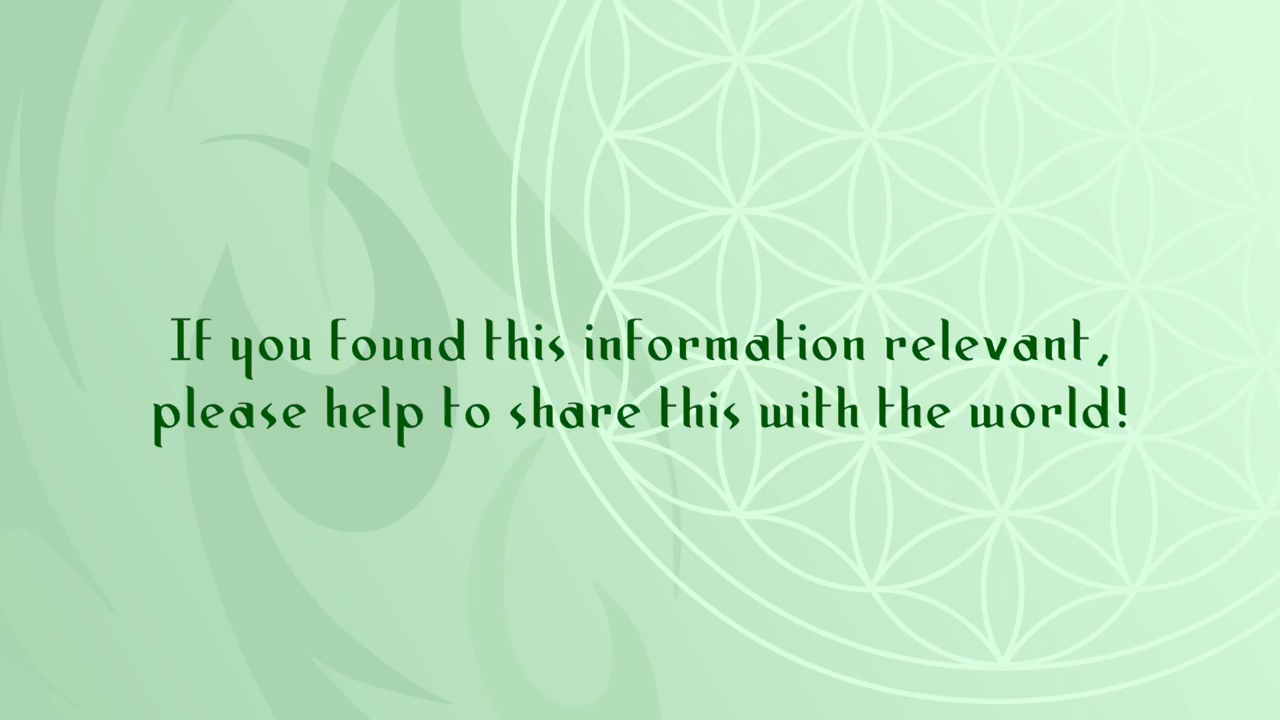 If you found this information relevant,
please help to share this with the world!